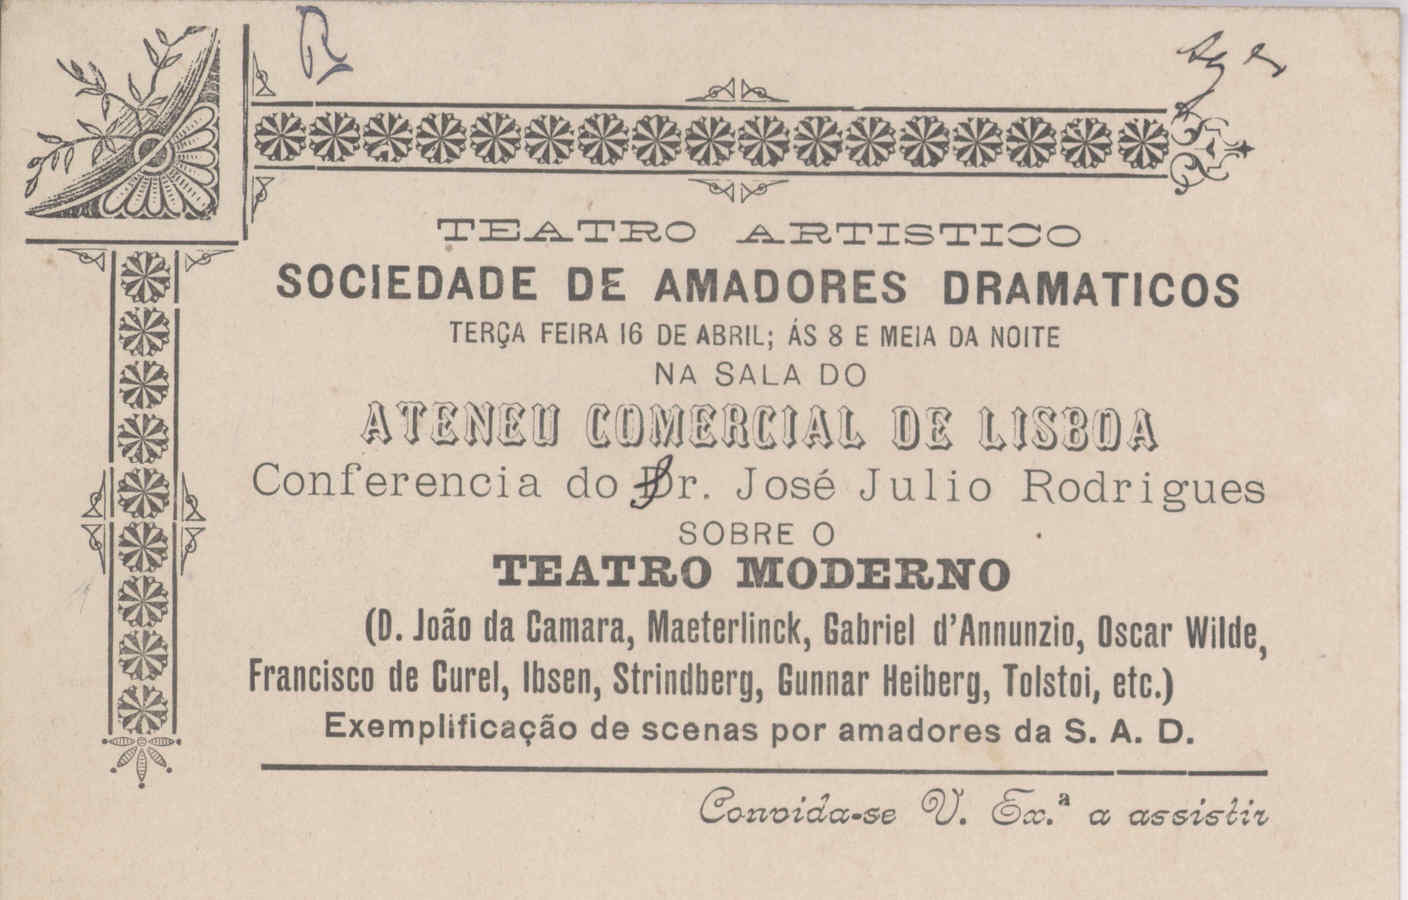 TEATRO ARTISTICO
SOCIEDADE DE AMADORES DRAMATICOS
TERÇA FEIRA 16 DE ABRIL; ÁS 8 E MEIA DA NOITE
NA SALA DO
ATENEU COMERCIAL DE LISBOA
Conferencia do Dr. José Julio Rodrigues
SOBRE O
TEATRO MODERNO
(D. João da Camara, Maeterlinck, Gabriel d'Annunzio, Oscar Wilde,
Francisco de Curel, Ibsen, Strindberg, Gunnar Heiberg, Tolstoi, etc.)
Exemplificação de scenas por amadores da S. A. D.
Convida-se V. Ex.ª a assistir